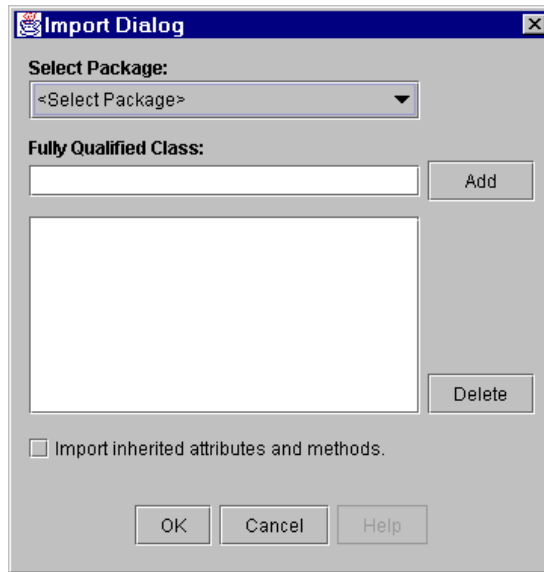 Import Dialog
Select Package:
<Select Package>
Fully Qualified Class:
Add
Delete
Import inherited attributes and methods.
OK Cancel Help